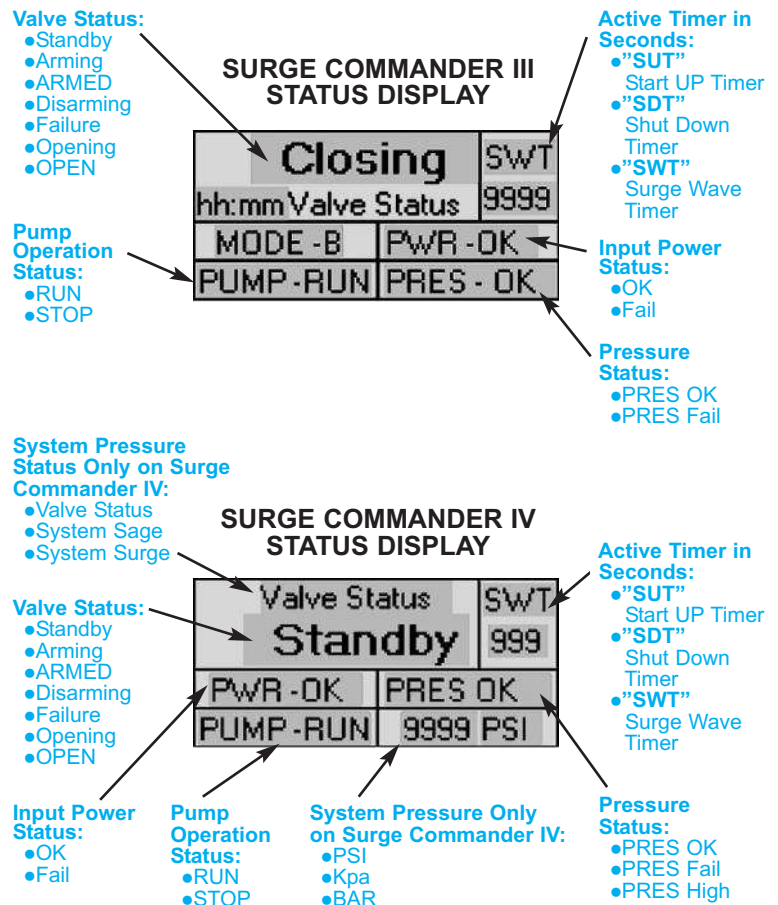 Valve Status:
●Standby
●Arming
●ARMED
●Disarming
●Failure
●Opening
●OPEN
Pump
Operation
Status:
●RUN
●STOP
SURGE COMMANDER III
STATUS DISPLAY
Closing
SWT
hh:mm Valve Status
9999
MODE -B
PWR -OK
PUMP -RUN
PRES - OK
Active Timer in
Seconds:
●”SUT”
Start UP Timer
●”SDT”
Shut Down
Timer
●”SWT”
Surge Wave
Timer
Input Power
Status:
●OK
●Fail
Pressure
Status:
●PRES OK
●PRES Fail
System Pressure
Status Only on Surge
Commander IV:
●Valve Status
●System Sage
●System Surge
Valve Status:
●Standby
●Arming
●ARMED
●Disarming
●Failure
●Opening
●OPEN
SURGE COMMANDER IV
STATUS DISPLAY
Valve Status
SWT
Standby
999
PWR -OK
PRES OK
PUMP -RUN
9999 PSI
Active Timer in
Seconds:
●”SUT”
Start UP Timer
●”SDT”
Shut Down
Timer
●”SWT”
Surge Wave
Timer
Input Power
Status:
●OK
●Fail
Pump
Operation
Status:
●RUN
●STOP
System Pressure Only
on Surge Commander IV:
●PSI
●Kpa
●BAR
Pressure
Status:
●PRES OK
●PRES Fail
●PRES High